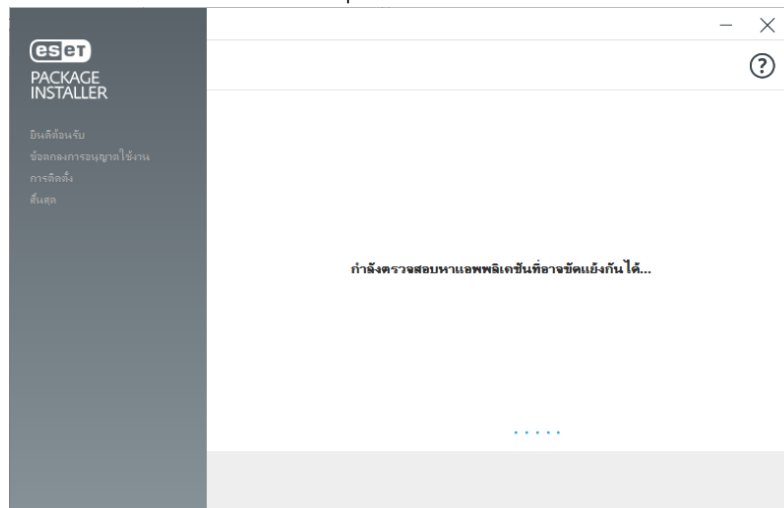 eset
PACKAGE
INSTALLER
ยินดีต้อนรับ
ข้อตกลงการอนุญาตใช้งาน
การติดตั้ง
สิ้นสุด
กำลังตรวจสอบหาแอพพลิเคชันที่อาจขัดแย้งกันได้...